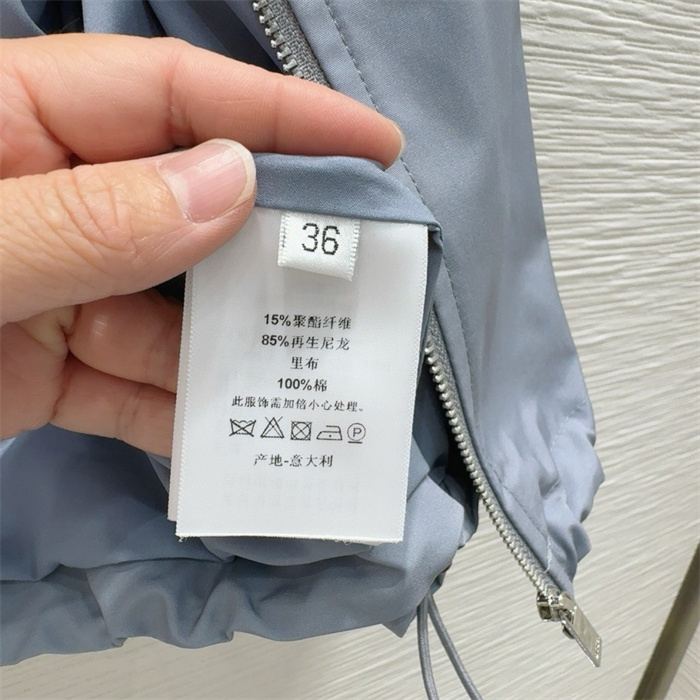 36
15%聚酯纤维
85%再生尼龙
里布
100%棉
此服饰需加倍小心处理。
P
产地-意大利